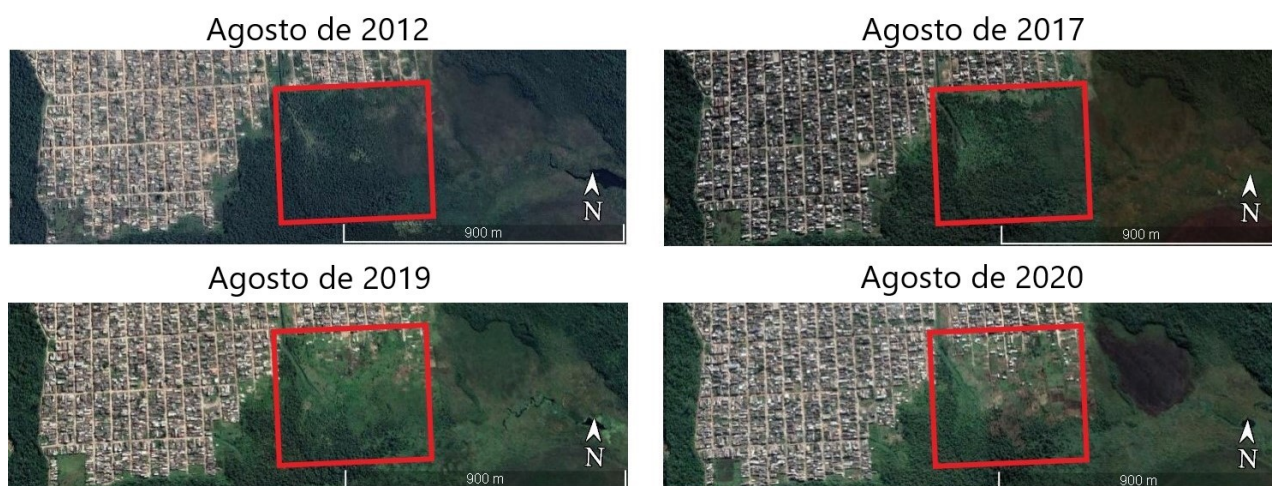 Agosto de 2012
Agosto de 2017
N
900 m
N
900 m
Agosto de 2019
Agosto de 2020
N
900 m
N
900 m